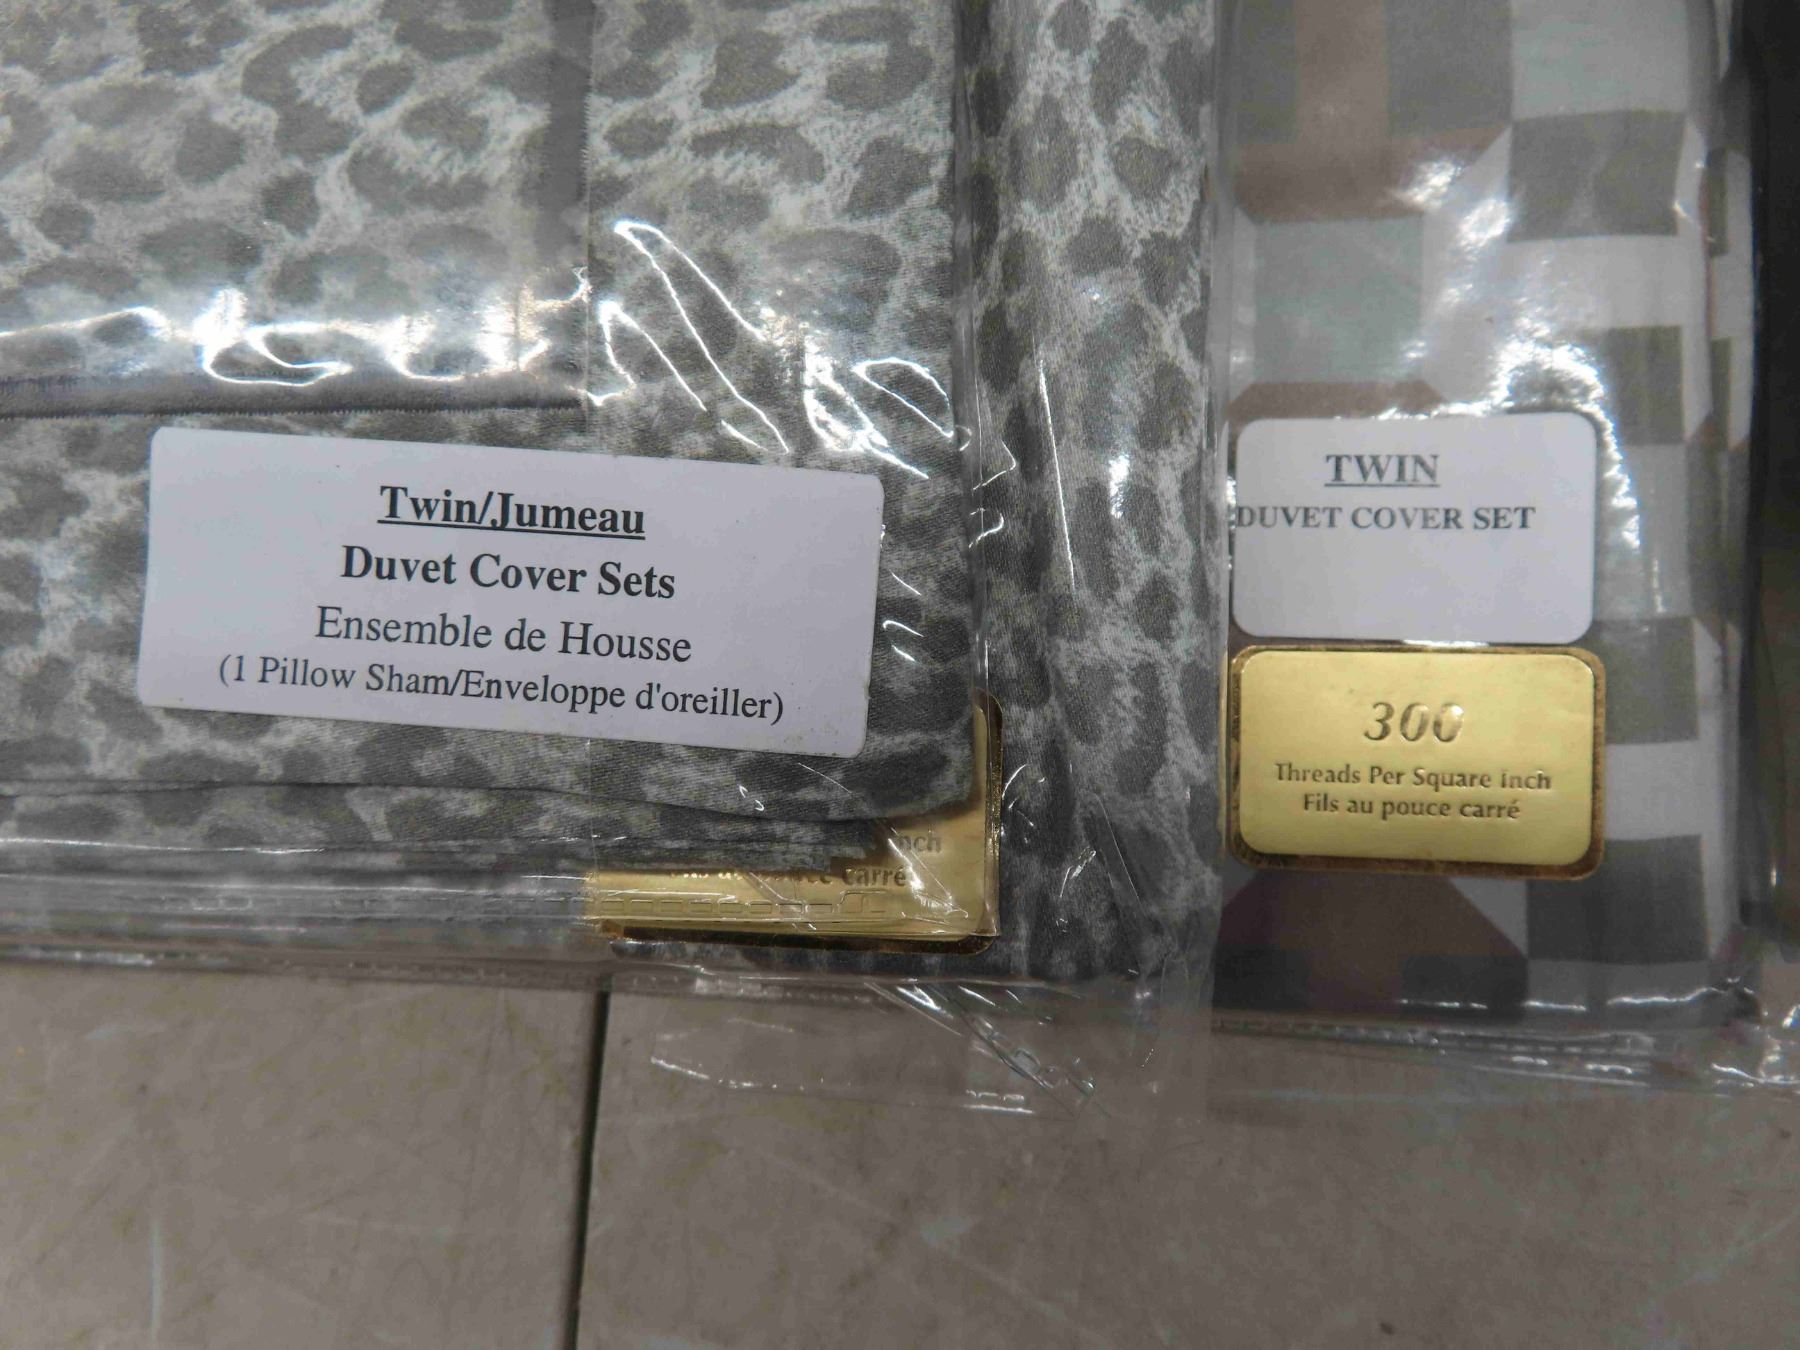 Twin/Jumeau
Duvet Cover Sets
Ensemble de Housse
(1 Pillow Sham/Enveloppe d'oreiller)
carré
TWIN
DUVET COVER SET
300
Threads Per Square inch
Fils au pouce carré